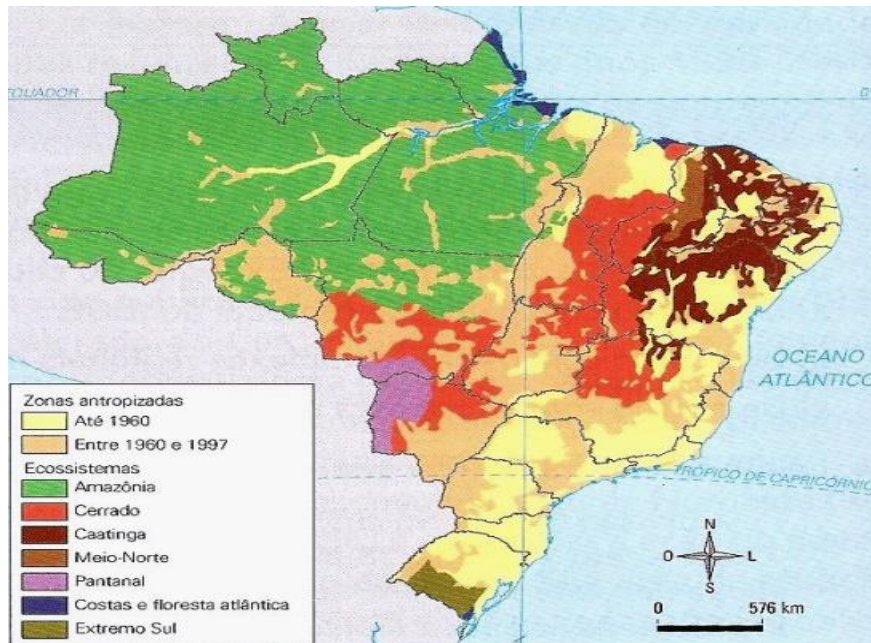 EQUADOR
0°
OCEANO
ATLÂNTICO
TRÓPICO DE CAPRICÓRNIO
Zonas antropizadas
Até 1960
Entre 1960 e 1997
Ecossistemas
Amazônia
Cerrado
Caatinga
Meio-Norte
Pantanal
Costas e floresta atlântica
Extremo Sul
N
O
L
S
0
576 km